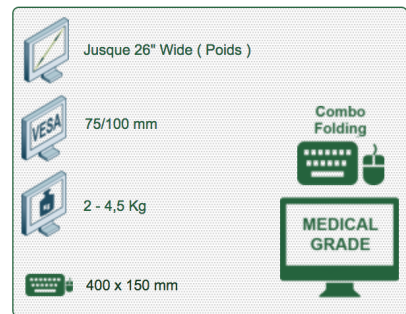 Jusque 26" Wide ( Poids )
VESA
75/100 mm
KG
2 - 4,5 Kg
400 x 150 mm
Combo
Folding
MEDICAL
GRADE